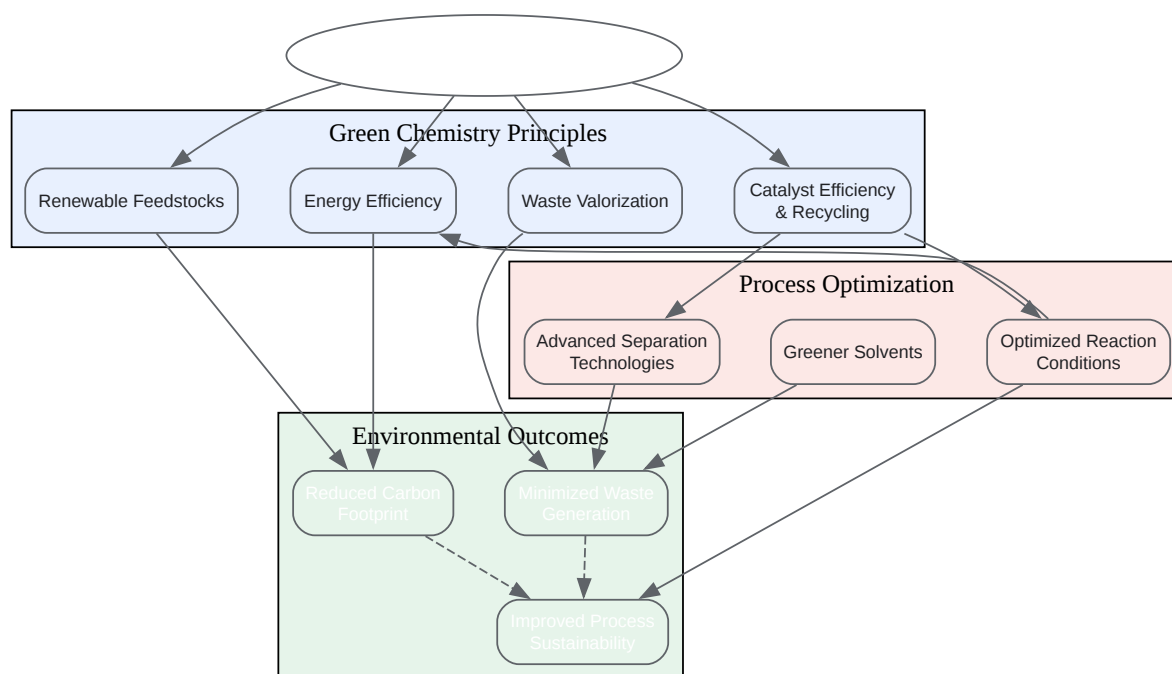 Green Chemistry Principles
Renewable Feedstocks
Energy Efficiency
Waste Valorization
Catalyst Efficiency
& Recycling
Process Optimization
Advanced Separation
Technologies
Greener Solvents
Optimized Reaction
Conditions
Environmental Outcomes
Reduced Carbon
Footprint
Minimized Waste
Generation
Improved Process
Sustainability